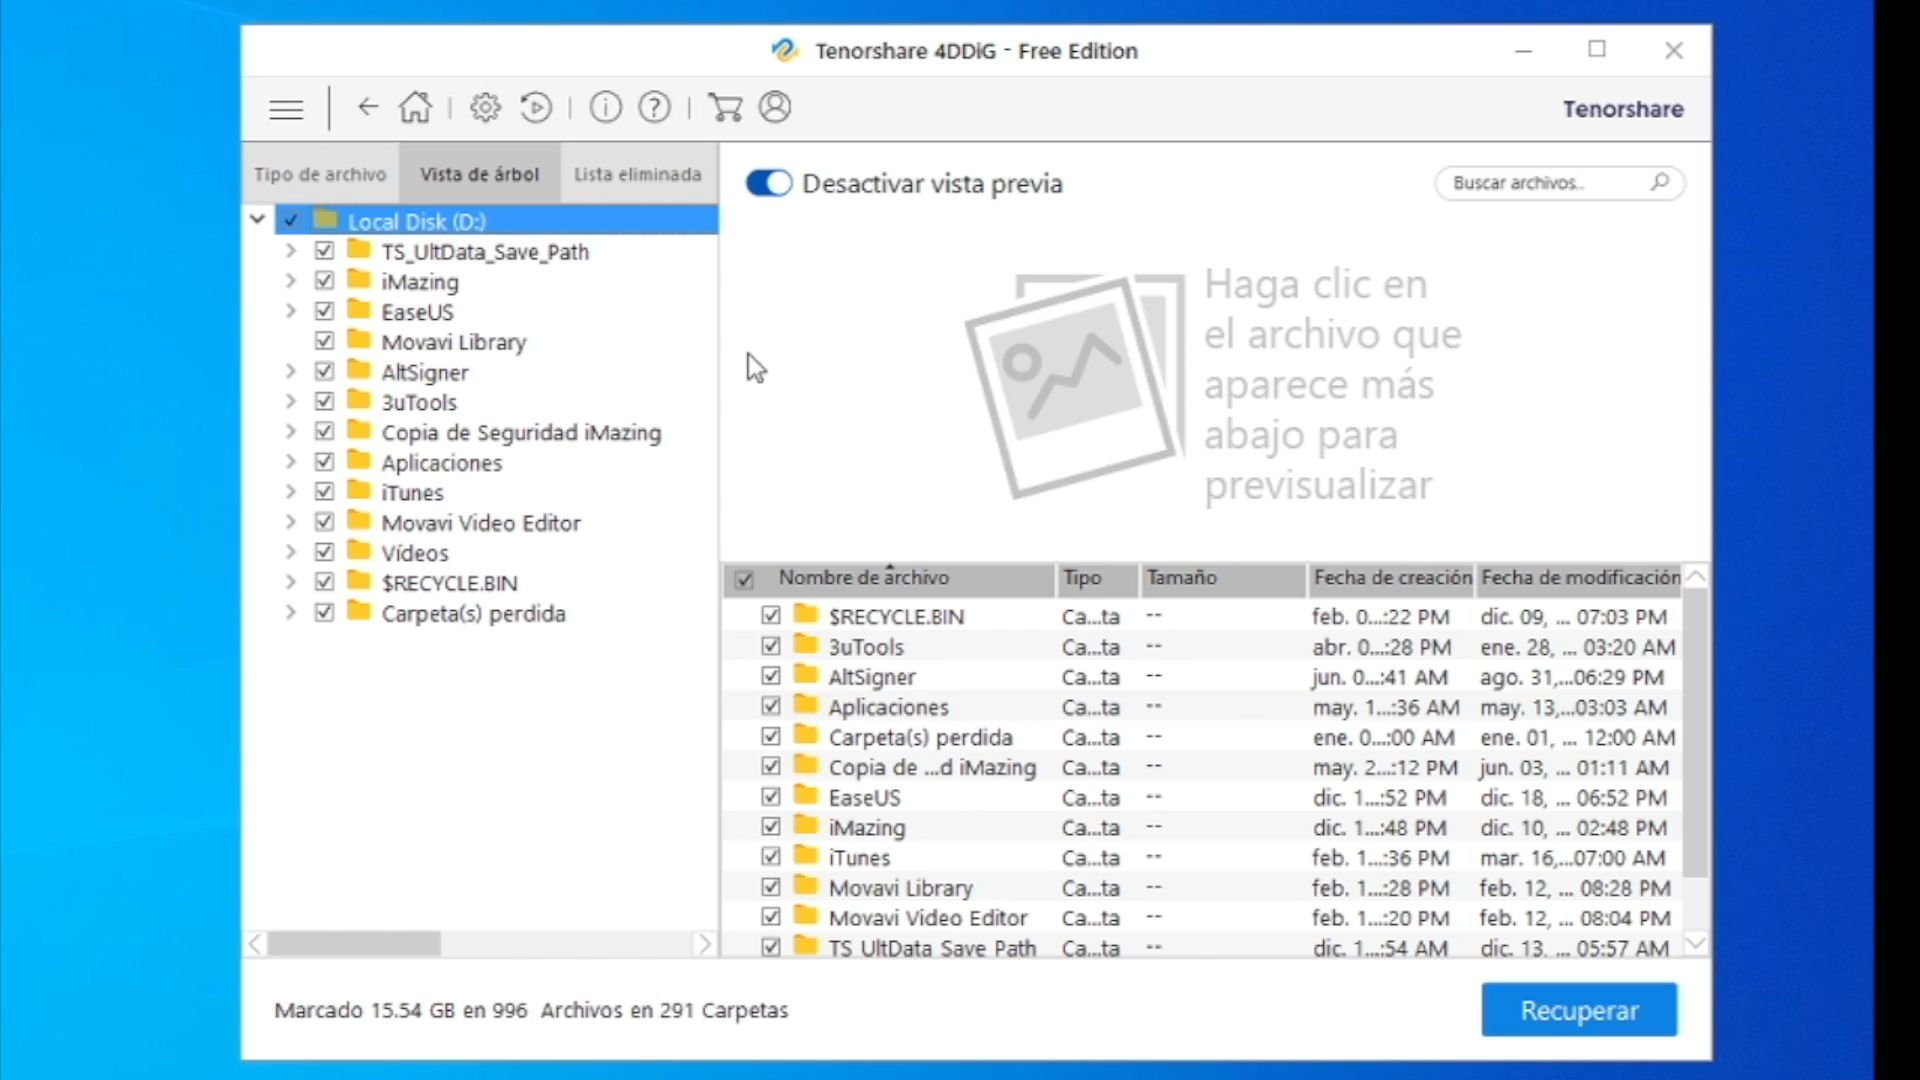 Tenorshare 4DDiG - Free Edition
Tenorshare
Tipo de archivo
Vista de árbol
Lista eliminada
Local Disk (D:)
TS_UltData_Save_Path
iMazing
EaseUS
Movavi Library
AltSigner
3uTools
Copia de Seguridad iMazing
Aplicaciones
iTunes
Movavi Video Editor
Vídeos
$RECYCLE.BIN
Carpeta(s) perdida
Desactivar vista previa
Buscar archivos..
Haga clic en
el archivo que
aparece más
abajo para
previsualizar
Nombre de archivo Tipo Tamaño Fecha de creación Fecha de modificación
$RECYCLE.BIN Ca...ta -- feb. 0...:22 PM dic. 09, ... 07:03 PM
3uTools Ca...ta -- abr. 0...:28 PM ene. 28, ... 03:20 AM
AltSigner Ca...ta -- jun. 0...:41 AM ago. 31,...06:29 PM
Aplicaciones Ca...ta -- may. 1...:36 AM may. 13,...03:03 AM
Carpeta(s) perdida Ca...ta -- ene. 0...:00 AM ene. 01, ... 12:00 AM
Copia de ...d iMazing Ca...ta -- may. 2...:12 PM jun. 03, ... 01:11 AM
EaseUS Ca...ta -- dic. 1...:52 PM dic. 18, ... 06:52 PM
iMazing Ca...ta -- dic. 1...:48 PM dic. 10, ... 02:48 PM
iTunes Ca...ta -- feb. 1...:36 PM mar. 16,...07:00 AM
Movavi Library Ca...ta -- feb. 1...:28 PM feb. 12, ... 08:28 PM
Movavi Video Editor Ca...ta -- feb. 1...:20 PM feb. 12, ... 08:04 PM
TS_UltData_Save_Path Ca...ta -- dic. 1...:54 AM dic. 13, ... 05:57 AM
Marcado 15.54 GB en 996 Archivos en 291 Carpetas
Recuperar